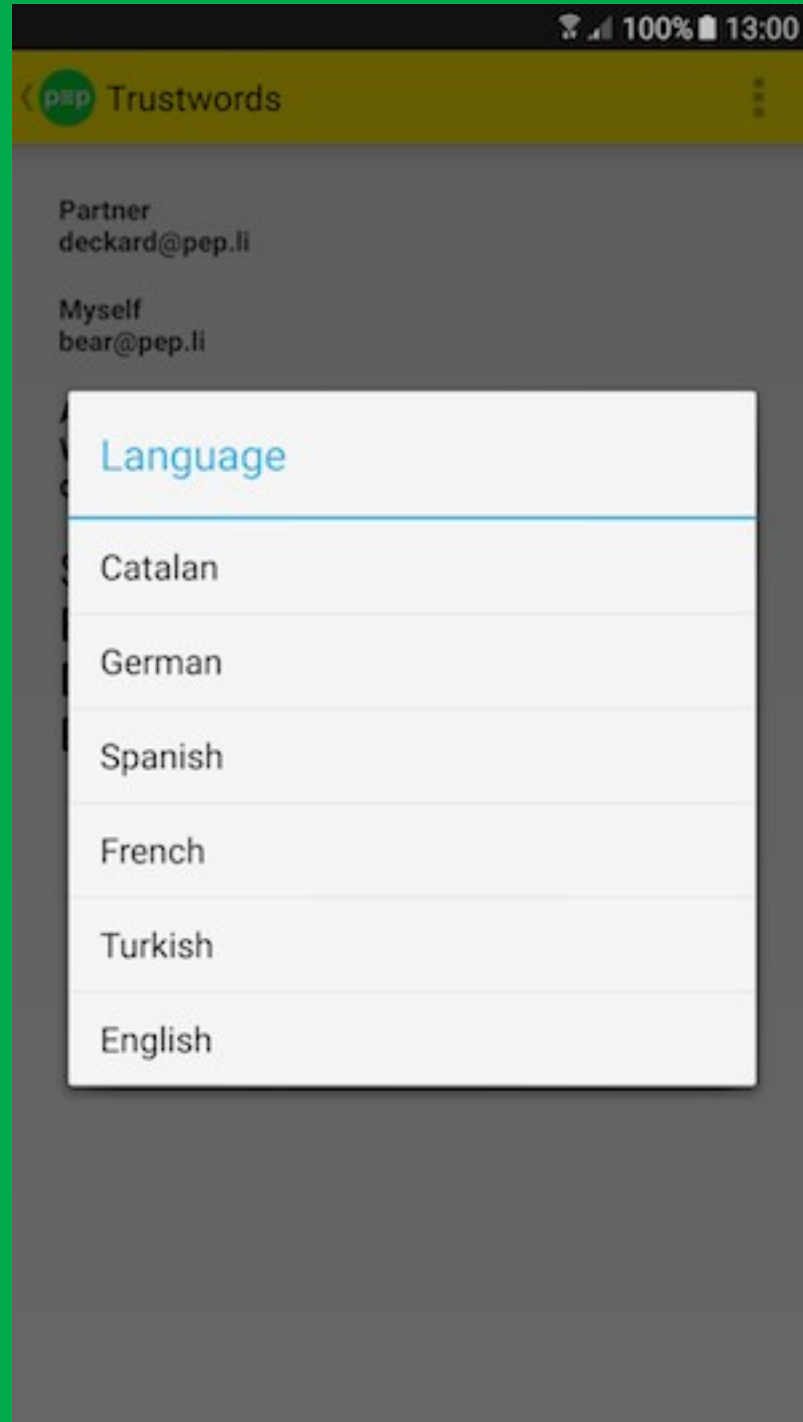 100% 13:00
p≡p Trustwords
Partner
deckard@pep.li
Myself
bear@pep.li
Language
Catalan
German
Spanish
French
Turkish
English